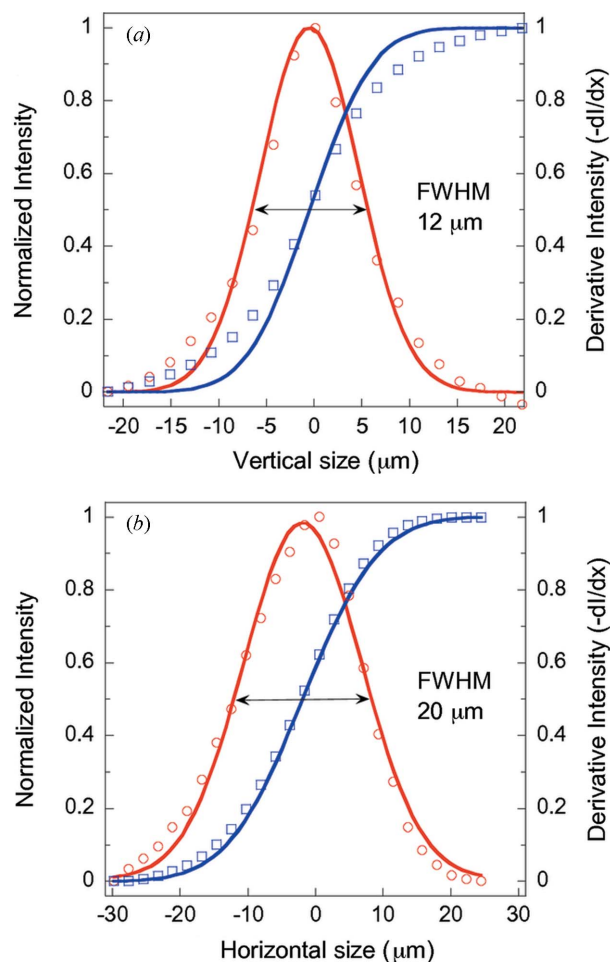 (a)
1
0.8
0.6
0.4
0.2
0
Normalized Intensity
1
0.8
0.6
0.4
0.2
0
Derivative Intensity (-dI/dx)
FWHM
12 μm
-20 -15 -10 -5 0 5 10 15 20
Vertical size (μm)
(b)
1
0.8
0.6
0.4
0.2
0
Normalized Intensity
1
0.8
0.6
0.4
0.2
0
Derivative Intensity (-dI/dx)
FWHM
20 μm
-30 -20 -10 0 10 20 30
Horizontal size (μm)